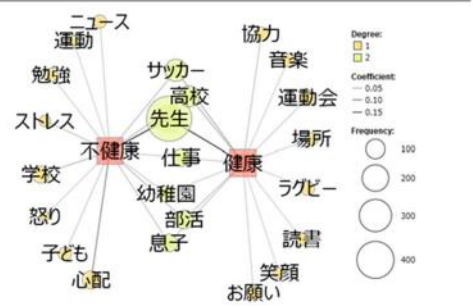 ニュース
運動
勉強
ストレス
学校
怒り
子ども
心配
不健康
サッカー
高校
先生
仕事
幼稚園
部活
息子
健康
協力
音楽
運動会
場所
ラグビー
読書
笑顔
お願い
Degree:
1
2
Coefficient:
0.05
0.10
0.15
Frequency:
100
200
300
400